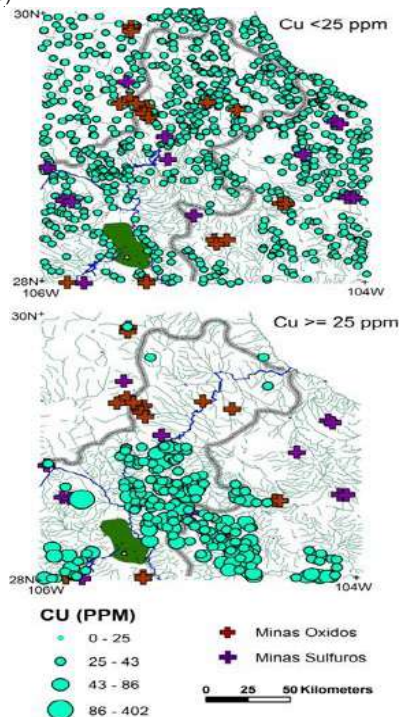 30N
Cu <25 ppm
28N
106W
104W
30N
Cu >= 25 ppm
28N
106W
104W
CU (PPM)
0 - 25
25 - 43
43 - 86
86 - 402
Minas Oxidos
Minas Sulfuros
0 25 50 Kilometers